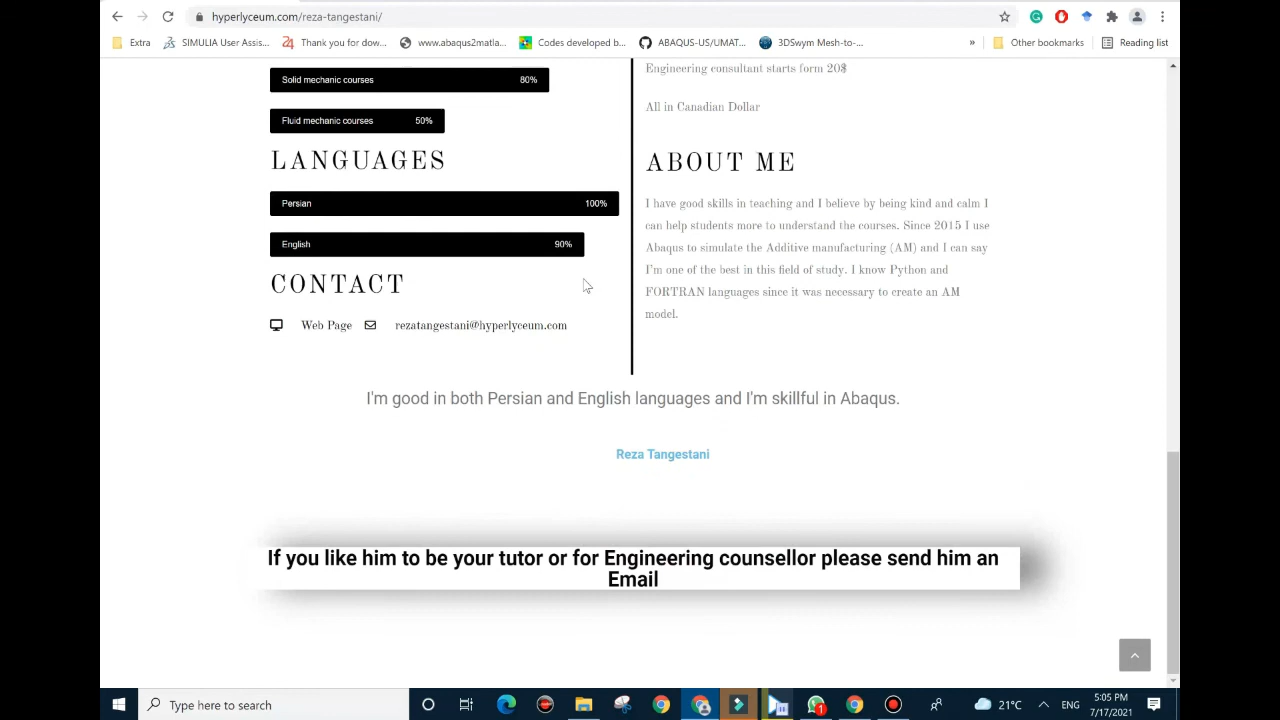 hyperlyceum.com/reza-tangestani/
Extra
SIMULIA User Assis...
Thank you for dow...
www.abaqus2matla...
Codes developed b...
ABAQUS-US/UMAT...
3DSwym Mesh-to-...
»
Other bookmarks
Reading list
Solid mechanic courses 80%
Fluid mechanic courses 50%
LANGUAGES
Persian 100%
English 90%
CONTACT
Web Page rezatangestani@hyperlyceum.com
Engineering consultant starts form 20$
All in Canadian Dollar
ABOUT ME
I have good skills in teaching and I believe by being kind and calm I
can help students more to understand the courses. Since 2015 I use
Abaqus to simulate the Additive manufacturing (AM) and I can say
I'm one of the best in this field of study. I know Python and
FORTRAN languages since it was necessary to create an AM
model.
I'm good in both Persian and English languages and I'm skillful in Abaqus.
Reza Tangestani
If you like him to be your tutor or for Engineering counsellor please send him an
Email
Type here to search
1
21°C
ENG
5:05 PM
7/17/2021